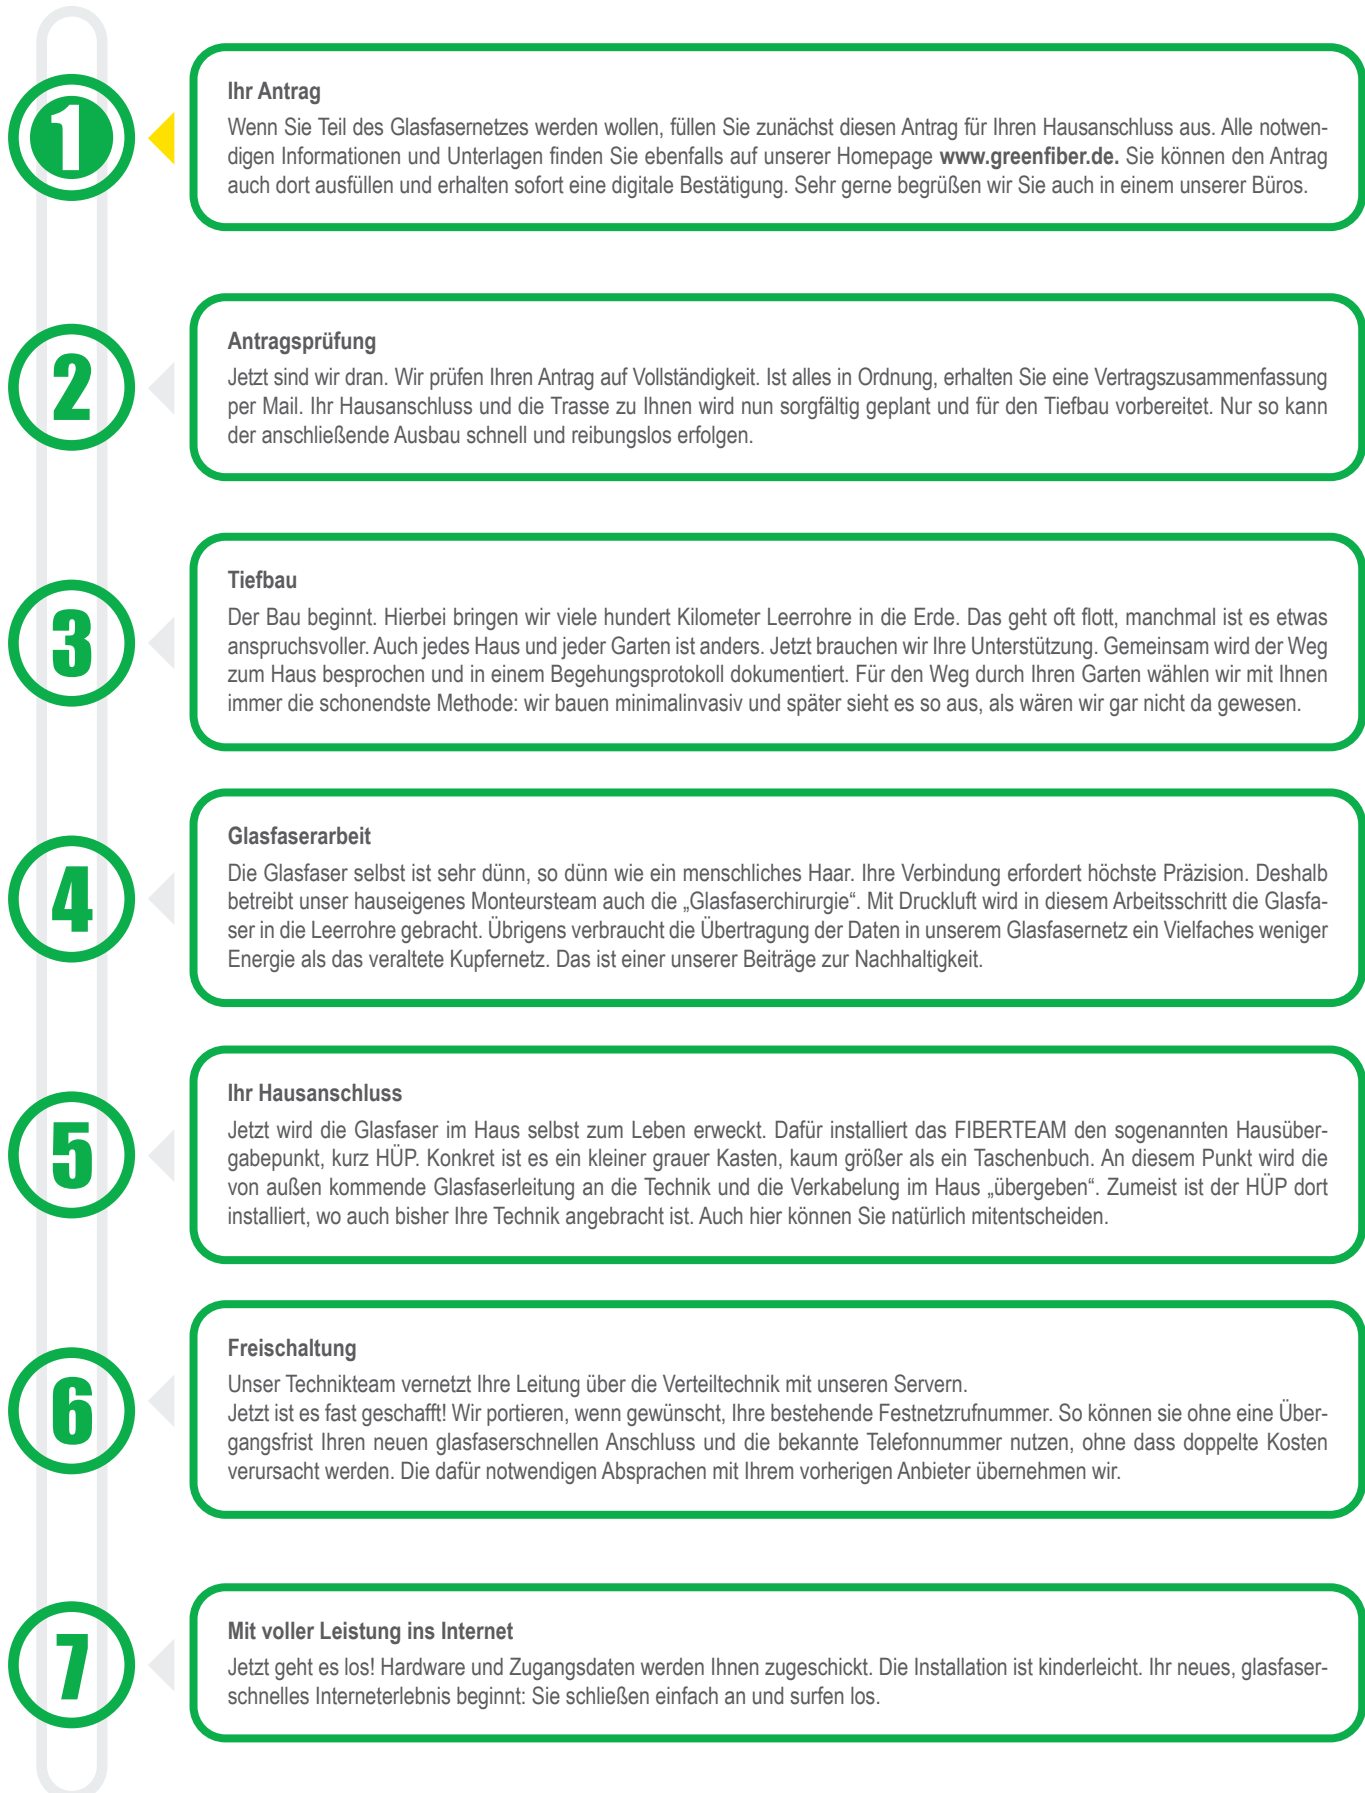 1
Ihr Antrag
Wenn Sie Teil des Glasfasernetzes werden wollen, füllen Sie zunächst diesen Antrag für Ihren Hausanschluss aus. Alle notwen-
digen Informationen und Unterlagen finden Sie ebenfalls auf unserer Homepage www.greenfiber.de. Sie können den Antrag
auch dort ausfüllen und erhalten sofort eine digitale Bestätigung. Sehr gerne begrüßen wir Sie auch in einem unserer Büros.
2
Antragsprüfung
Jetzt sind wir dran. Wir prüfen Ihren Antrag auf Vollständigkeit. Ist alles in Ordnung, erhalten Sie eine Vertragszusammenfassung
per Mail. Ihr Hausanschluss und die Trasse zu Ihnen wird nun sorgfältig geplant und für den Tiefbau vorbereitet. Nur so kann
der anschließende Ausbau schnell und reibungslos erfolgen.
3
Tiefbau
Der Bau beginnt. Hierbei bringen wir viele hundert Kilometer Leerrohre in die Erde. Das geht oft flott, manchmal ist es etwas
anspruchsvoller. Auch jedes Haus und jeder Garten ist anders. Jetzt brauchen wir Ihre Unterstützung. Gemeinsam wird der Weg
zum Haus besprochen und in einem Begehungsprotokoll dokumentiert. Für den Weg durch Ihren Garten wählen wir mit Ihnen
immer die schonendste Methode: wir bauen minimalinvasiv und später sieht es so aus, als wären wir gar nicht da gewesen.
4
Glasfaserarbeit
Die Glasfaser selbst ist sehr dünn, so dünn wie ein menschliches Haar. Ihre Verbindung erfordert höchste Präzision. Deshalb
betreibt unser hauseigenes Monteursteam auch die „Glasfaserchirurgie“. Mit Druckluft wird in diesem Arbeitsschritt die Glasfa-
ser in die Leerrohre gebracht. Übrigens verbraucht die Übertragung der Daten in unserem Glasfasernetz ein Vielfaches weniger
Energie als das veraltete Kupfernetz. Das ist einer unserer Beiträge zur Nachhaltigkeit.
5
Ihr Hausanschluss
Jetzt wird die Glasfaser im Haus selbst zum Leben erweckt. Dafür installiert das FIBERTEAM den sogenannten Hausüber-
gabepunkt, kurz HÜP. Konkret ist es ein kleiner grauer Kasten, kaum größer als ein Taschenbuch. An diesem Punkt wird die
von außen kommende Glasfaserleitung an die Technik und die Verkabelung im Haus „übergeben“. Zumeist ist der HÜP dort
installiert, wo auch bisher Ihre Technik angebracht ist. Auch hier können Sie natürlich mitentscheiden.
6
Freischaltung
Unser Technikteam vernetzt Ihre Leitung über die Verteiltechnik mit unseren Servern.
Jetzt ist es fast geschafft! Wir portieren, wenn gewünscht, Ihre bestehende Festnetzrufnummer. So können sie ohne eine Über-
gangsfrist Ihren neuen glasfaserschnellen Anschluss und die bekannte Telefonnummer nutzen, ohne dass doppelte Kosten
verursacht werden. Die dafür notwendigen Absprachen mit Ihrem vorherigen Anbieter übernehmen wir.
7
Mit voller Leistung ins Internet
Jetzt geht es los! Hardware und Zugangsdaten werden Ihnen zugeschickt. Die Installation ist kinderleicht. Ihr neues, glasfaser-
schnelles Interneterlebnis beginnt: Sie schließen einfach an und surfen los.